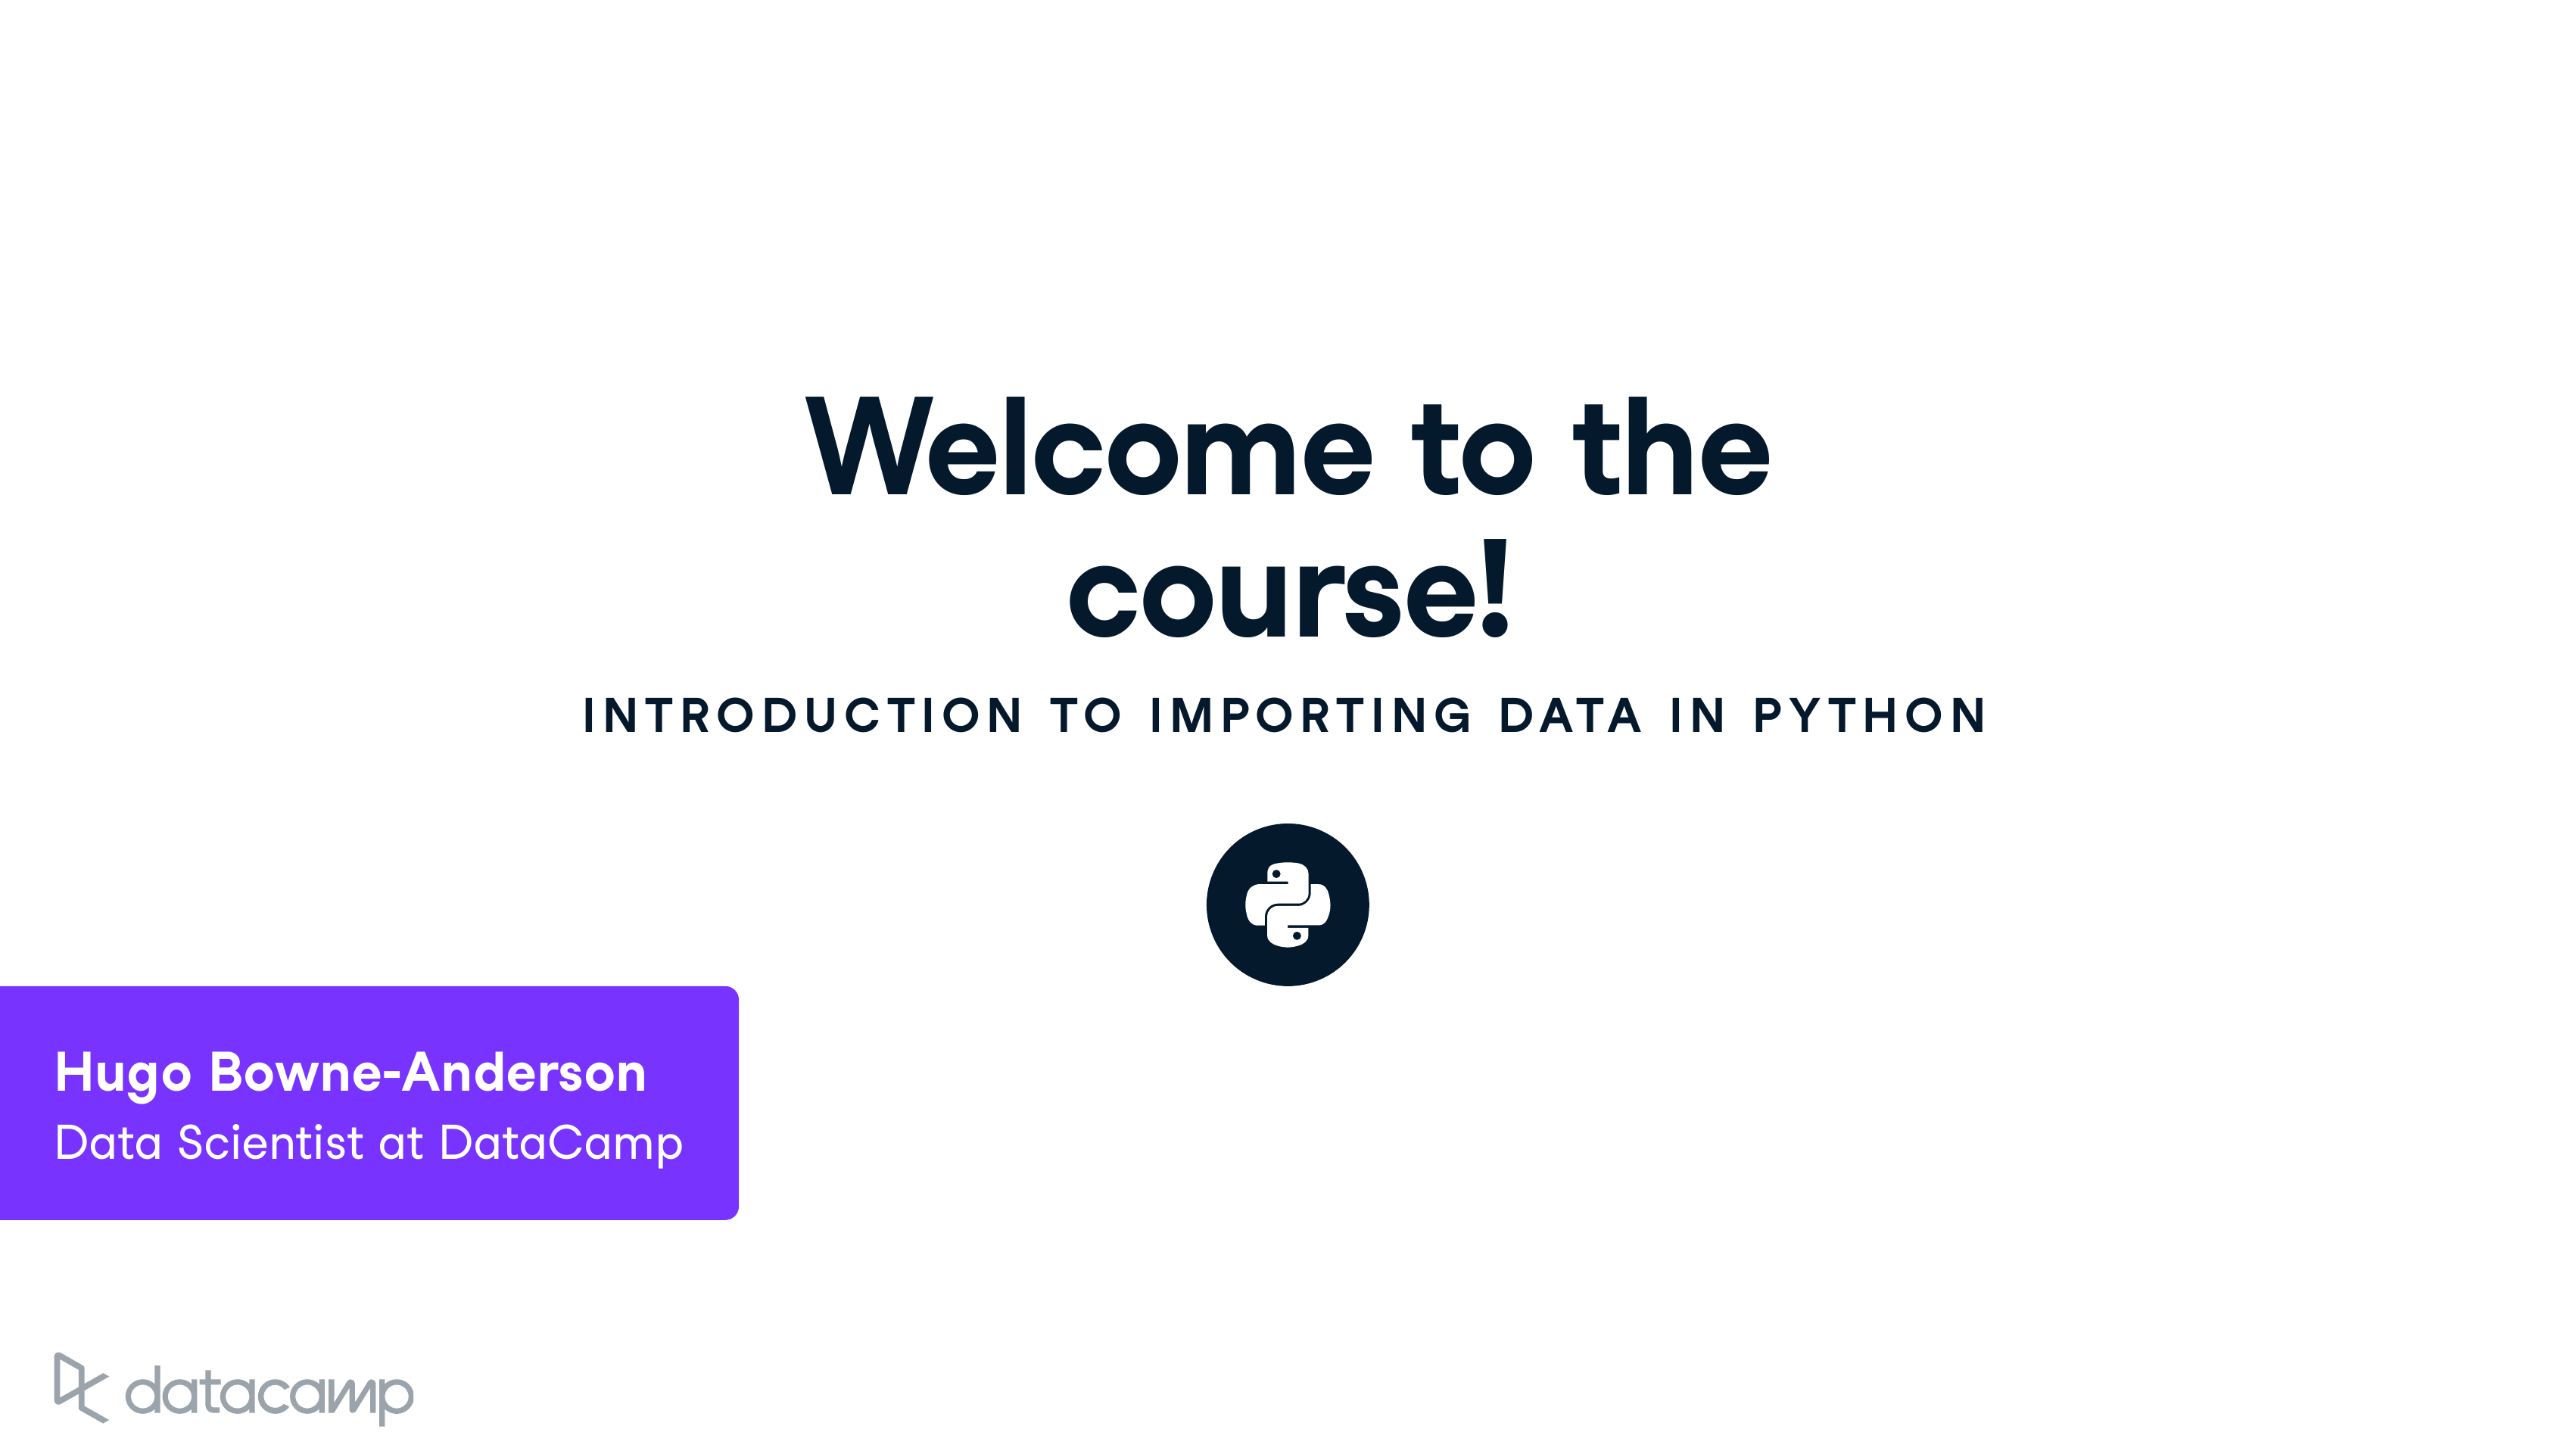 Welcome to the
course!
INTRODUCTION TO IMPORTING DATA IN PYTHON
Hugo Bowne-Anderson
Data Scientist at DataCamp
datacamp